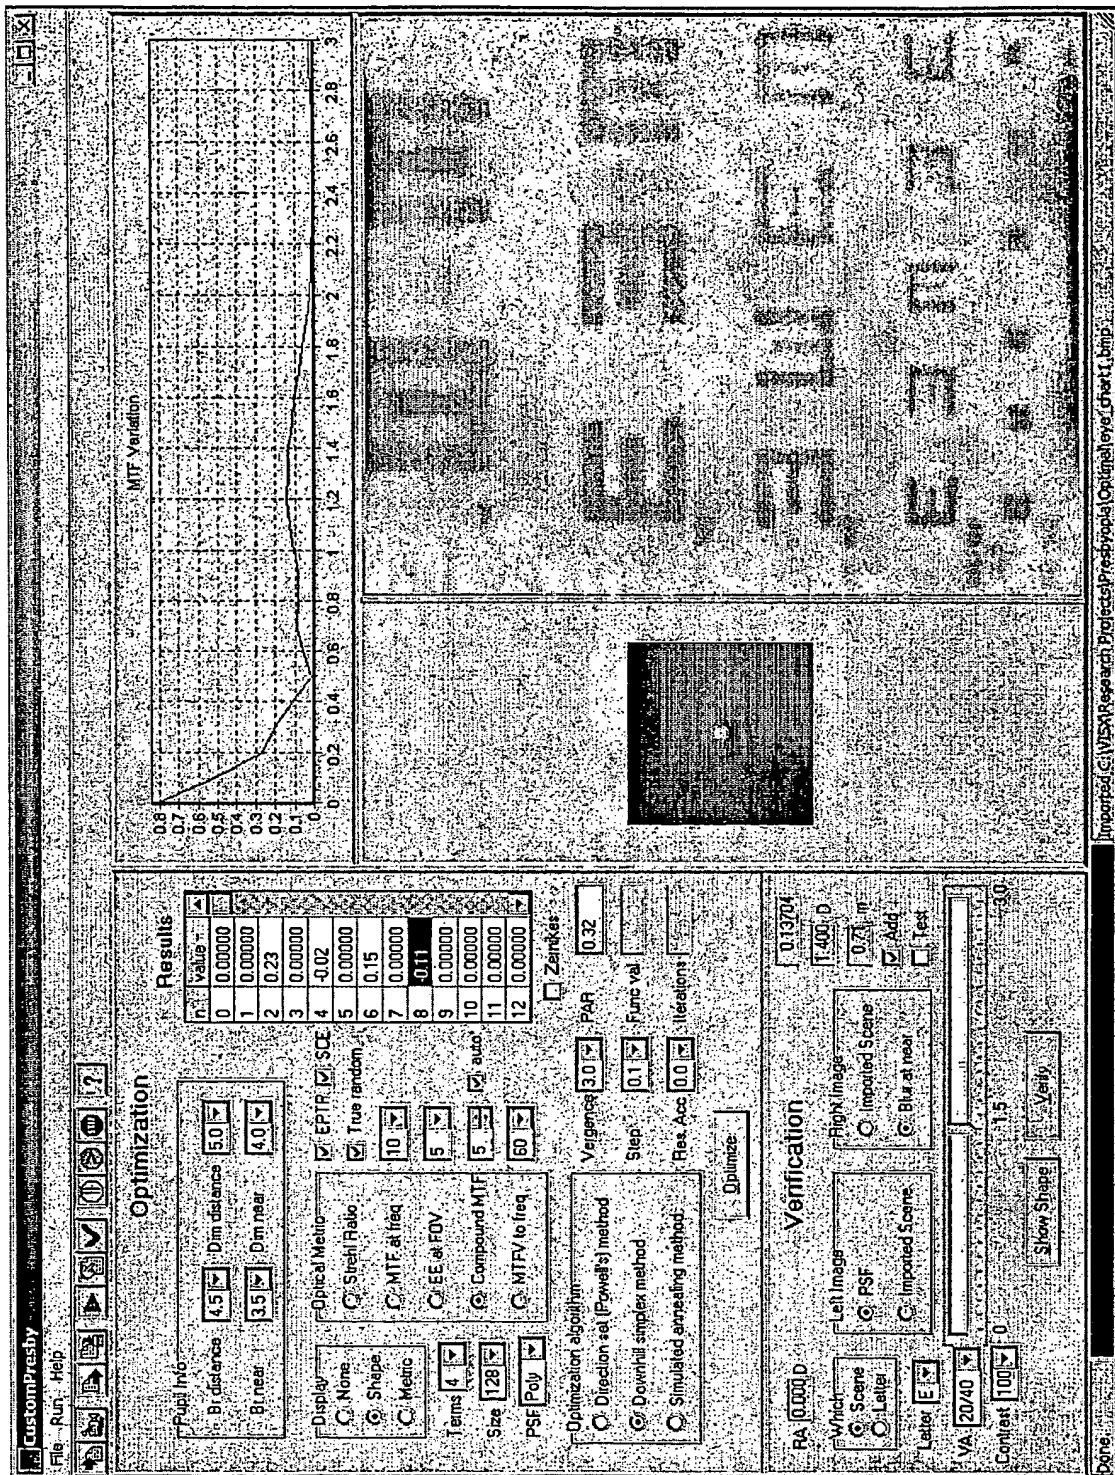 CustomPresby
File Run Help
Optimization
Pupil Info
Br distance 4.5 Dim distance 5.0
Br near 3.5 Dim near 4.0
Display
None
Shape
Metric
Terms 4
Size 128
PSF Poly
Optical Metric
Strehl Ratio
MTF at freq
EE at FOV
Compound MTF
MTFV to freq
EPTR SCE
True random
10
5
5 auto
60
Results
n value
0 0.00000
1 0.00000
2 0.23
3 0.00000
4 -0.02
5 0.00000
6 0.15
7 0.00000
8 -0.11
9 0.00000
10 0.00000
11 0.00000
12 0.00000
Zernikes
Optimization algorithm
Direction set (Powell's) method
Downhill simplex method
Simulated annealing method
Vergence 3.0 PAR 0.32
Step 0.1 Func val
Res. Acc 0.0 Iterations
Optimize
Verification
RA 0.000 D
0.13704
1.400 D
0.71 m
Which
Scene
Letter
Left Image
PSF
Imported Scene
Right Image
Imported Scene
Blur at near
Add
Test
Letter E
VA 20/40
Contrast 100
0 1.5 3.0
Show Shape Verify
MTF Variation
0.8
0.7
0.6
0.5
0.4
0.3
0.2
0.1
0
0 0.2 0.4 0.6 0.8 1 1.2 1.4 1.6 1.8 2 2.2 2.4 2.6 2.8 3
Done.
Imported C:\VISX\Research Projects\Presbyopia\Optimal\eye_chart1.bmp